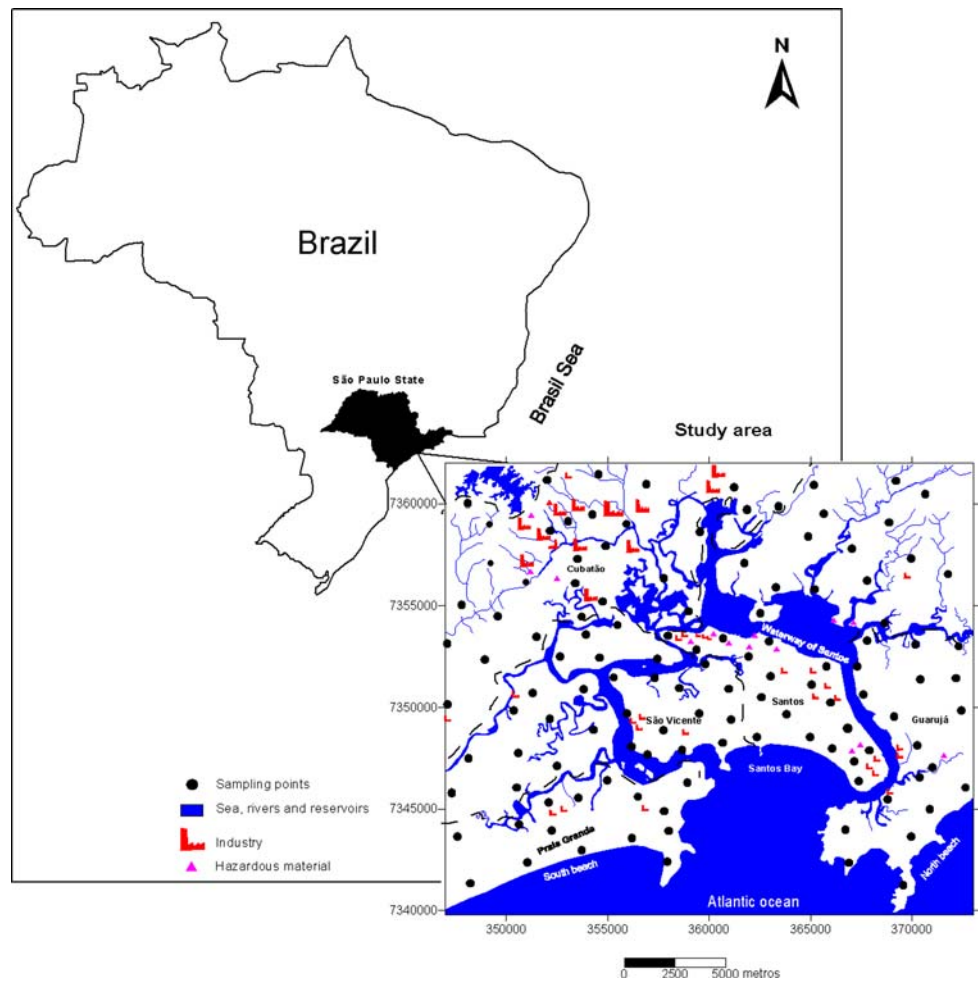 N
Brazil
São Paulo State
Brasil Sea
Study area
7360000
7355000
7350000
7345000
7340000
Cubatão
Waterway of Santos
Santos
São Vicente
Guarujá
Santos Bay
Praia Granda
South beach
North beach
Atlantic ocean
Sampling points
Sea, rivers and reservoirs
Industry
Hazardous material
350000 355000 360000 365000 370000
0 2500 5000 metros